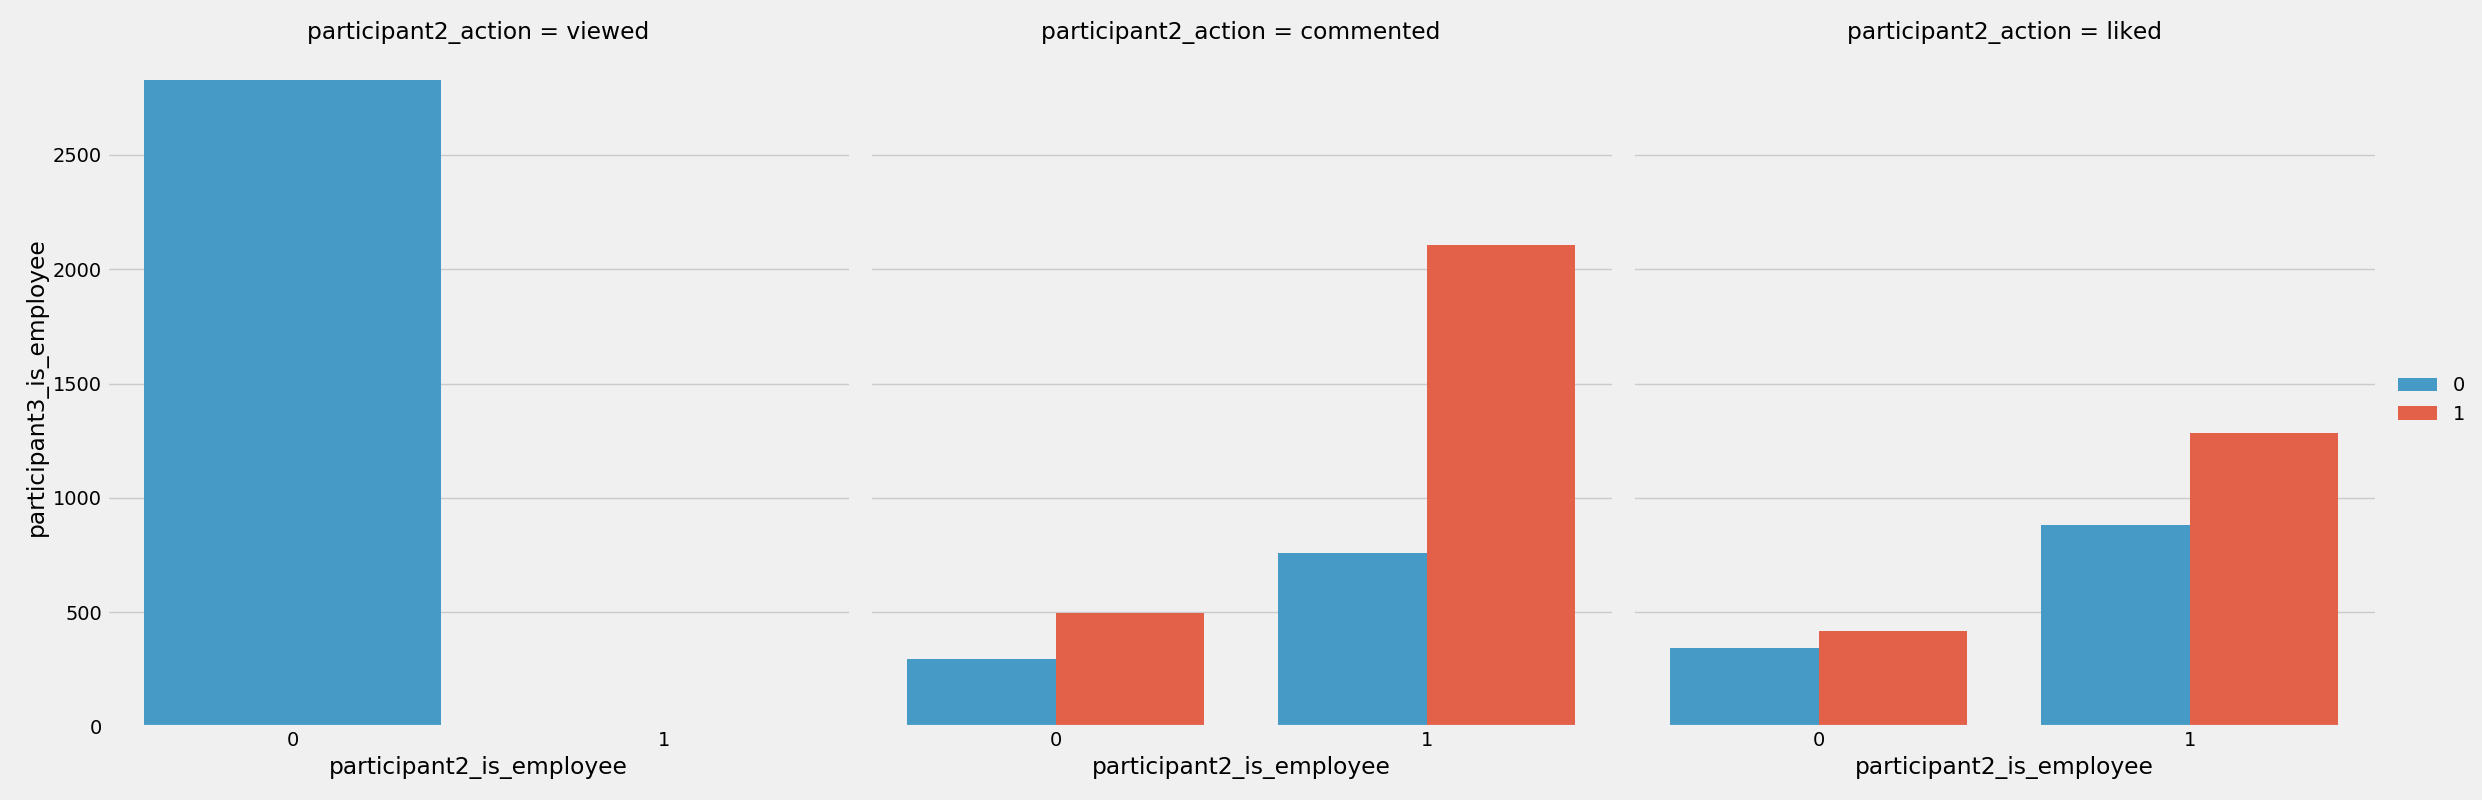 participant2_action = viewed
participant2_action = commented
participant2_action = liked
participant3_is_employee
2500
2000
1500
1000
500
0
0 1
0 1
0 1
participant2_is_employee
participant2_is_employee
participant2_is_employee
0
1